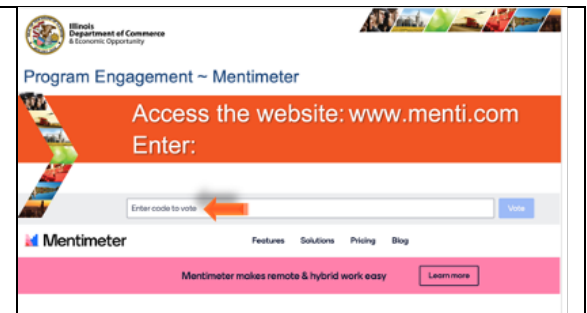 Illinois
Department of Commerce
& Economic Opportunity
Program Engagement ~ Mentimeter
Access the website: www.menti.com
Enter:
Enter code to vote
Vote
Mentimeter
Features Solutions Pricing Blog
Mentimeter makes remote & hybrid work easy
Learn more